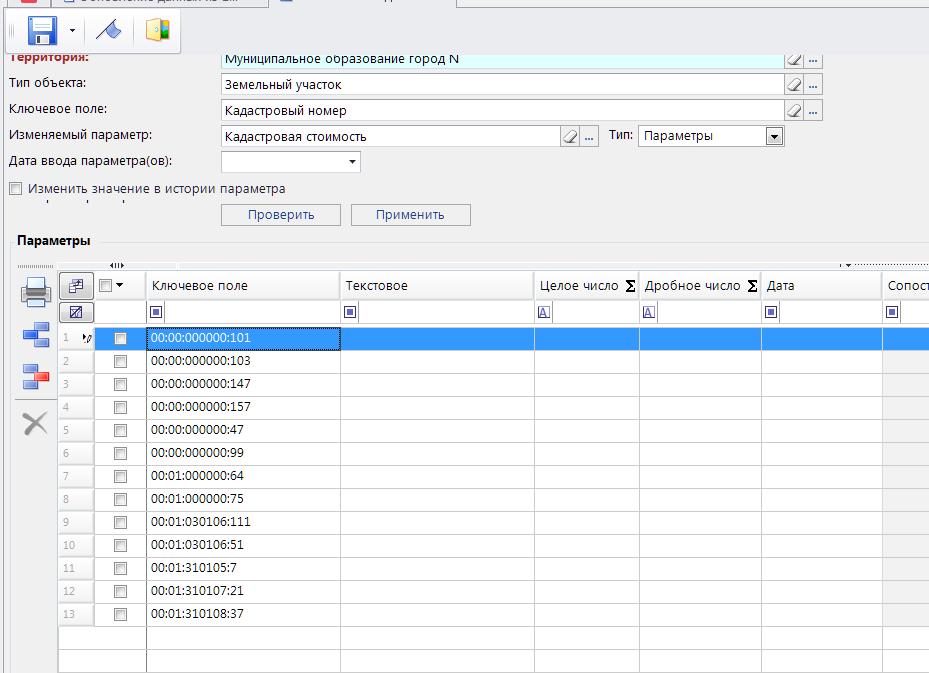 Территория: Муниципальное образование город N ...
Тип объекта: Земельный участок ...
Ключевое поле: Кадастровый номер ...
Изменяемый параметр: Кадастровая стоимость ... Тип: Параметры
Дата ввода параметра(ов):
Изменить значение в истории параметра
Проверить Применить
Параметры
Ключевое поле Текстовое Целое число Σ Дробное число Σ Дата Сопост
A A
1 00:00:000000:101
2 00:00:000000:103
3 00:00:000000:147
4 00:00:000000:157
5 00:00:000000:47
6 00:00:000000:99
7 00:01:000000:64
8 00:01:000000:75
9 00:01:030106:111
10 00:01:030106:51
11 00:01:310105:7
12 00:01:310107:21
13 00:01:310108:37